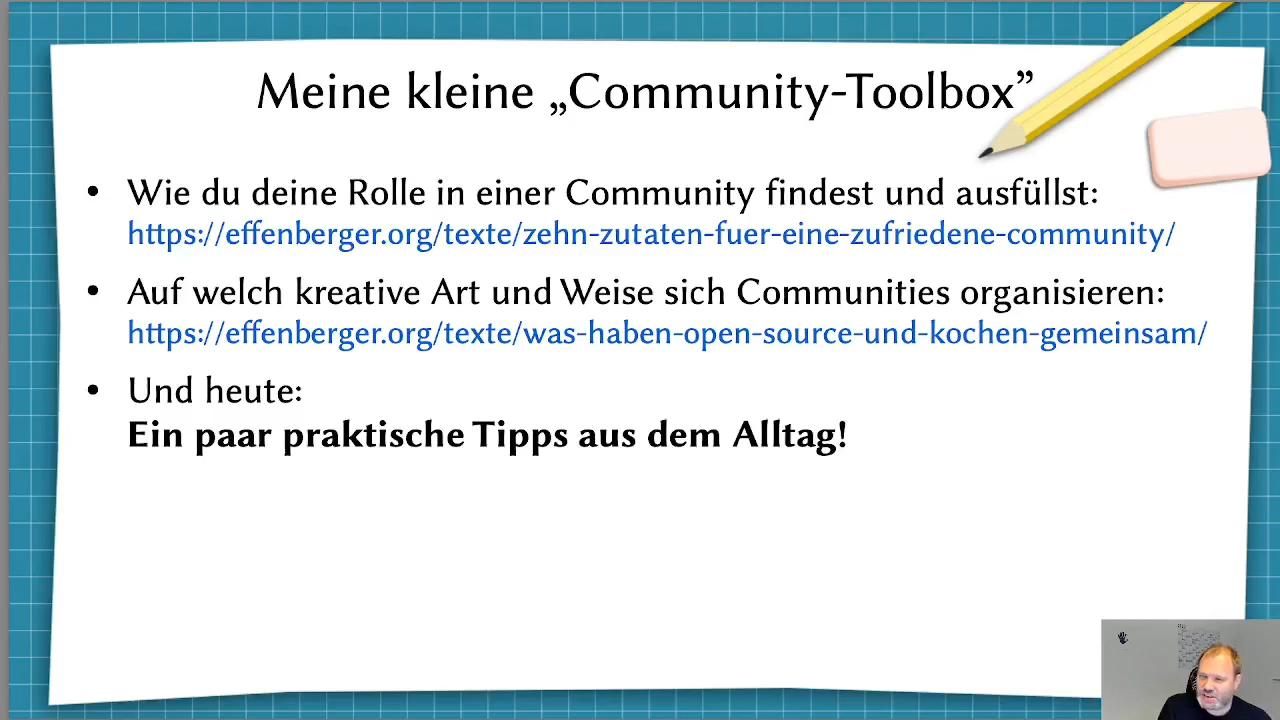 Meine kleine „Community-Toolbox”
• Wie du deine Rolle in einer Community findest und ausfüllst:
https://effenberger.org/texte/zehn-zutaten-fuer-eine-zufriedene-community/
• Auf welch kreative Art und Weise sich Communities organisieren:
https://effenberger.org/texte/was-haben-open-source-und-kochen-gemeinsam/
• Und heute:
Ein paar praktische Tipps aus dem Alltag!